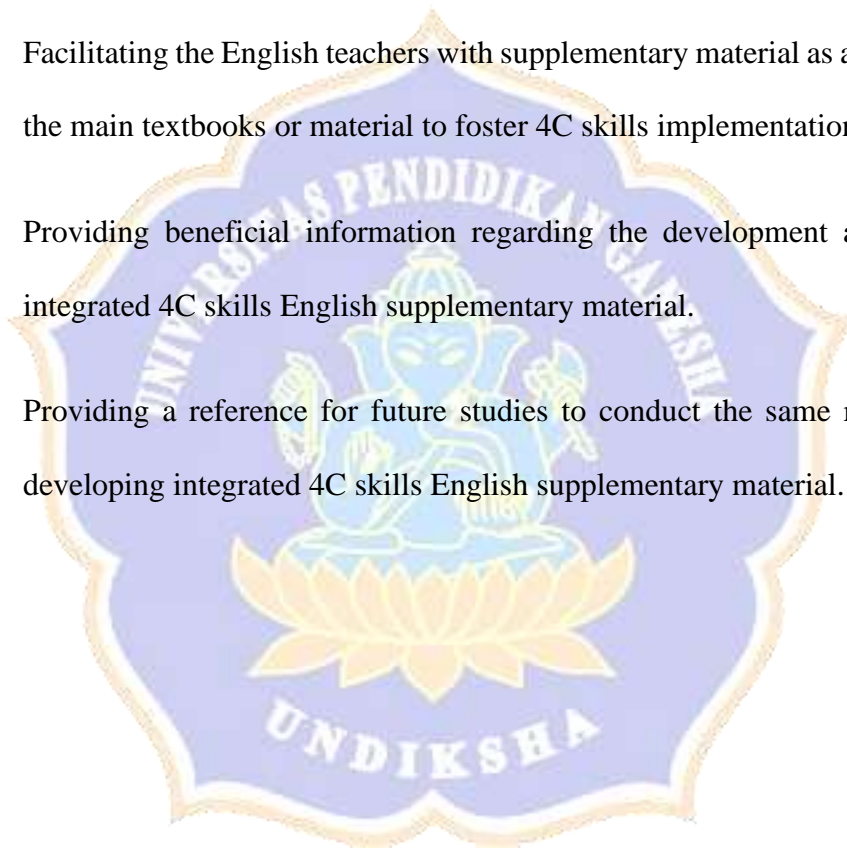 Facilitating the English teachers with supplementary material as a
the main textbooks or material to foster 4C skills implementation
Providing beneficial information regarding the development a
integrated 4C skills English supplementary material.
Providing a reference for future studies to conduct the same r
developing integrated 4C skills English supplementary material.
UNIVERSITAS PENDIDIKAN GANESHA
UNDIKSHA